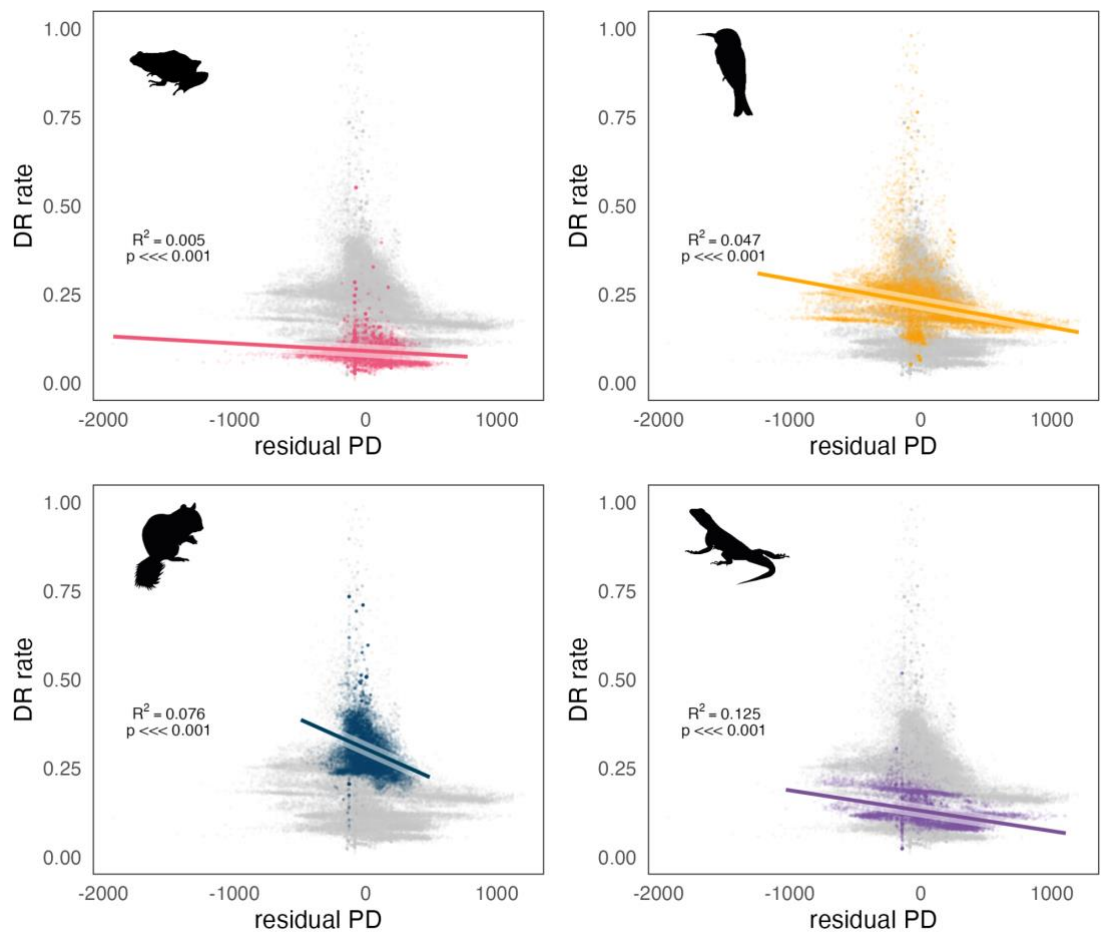 1.00
0.75
0.50
0.25
0.00
DR rate
R² = 0.005
p <<< 0.001
-2000 -1000 0 1000
residual PD
1.00
0.75
0.50
0.25
0.00
DR rate
R² = 0.047
p <<< 0.001
-2000 -1000 0 1000
residual PD
1.00
0.75
0.50
0.25
0.00
DR rate
R² = 0.076
p <<< 0.001
-2000 -1000 0 1000
residual PD
1.00
0.75
0.50
0.25
0.00
DR rate
R² = 0.125
p <<< 0.001
-2000 -1000 0 1000
residual PD